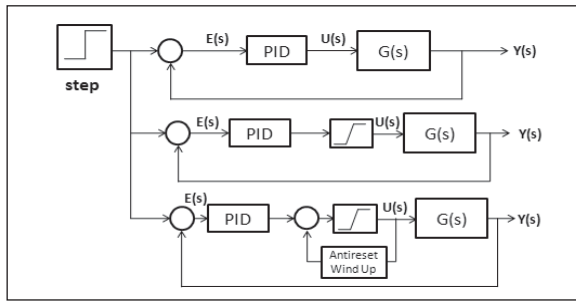 E(s) PID U(s) G(s) Y(s)
step
E(s) PID U(s) G(s) Y(s)
E(s) PID U(s) G(s) Y(s)
Antireset
Wind Up